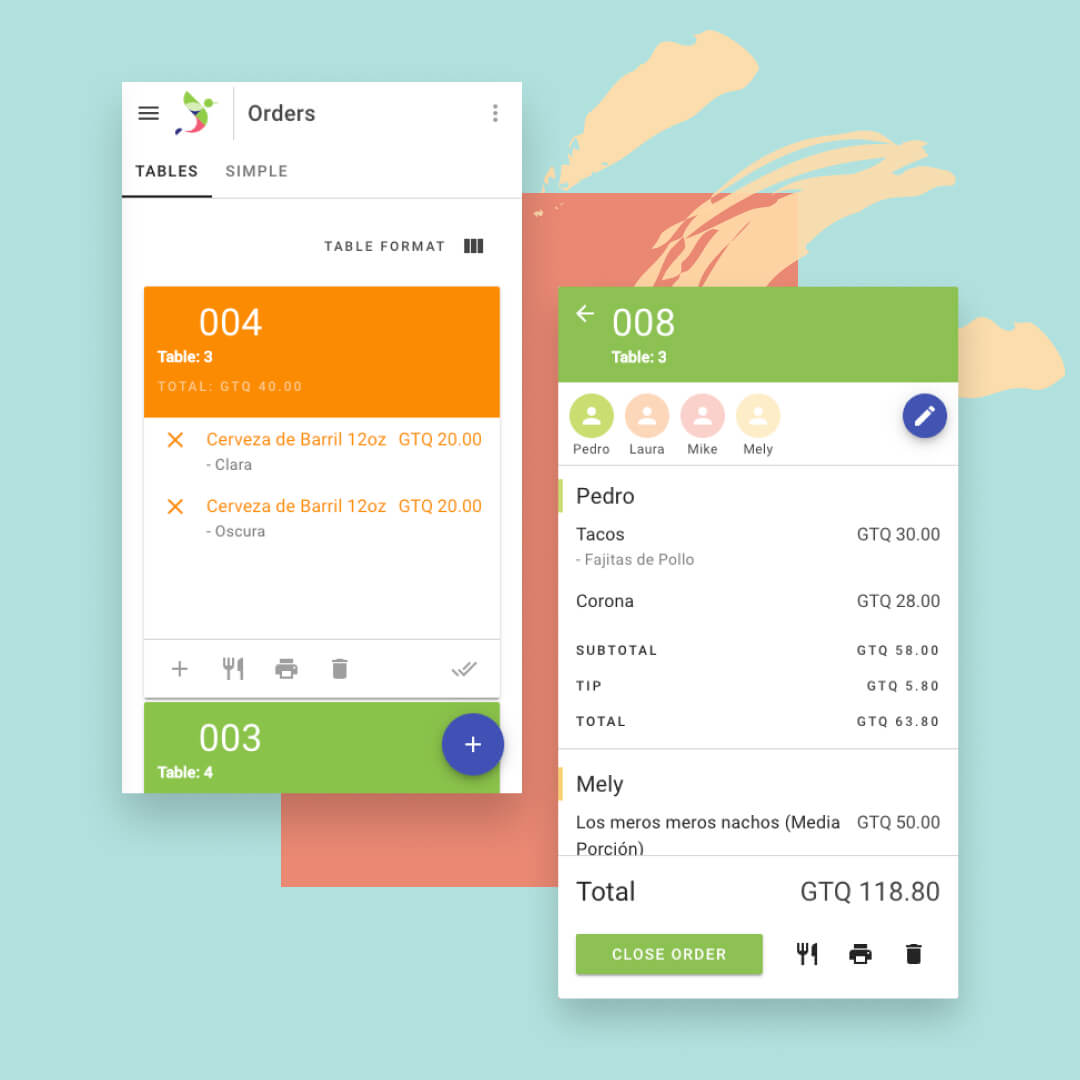 Orders
TABLES SIMPLE
TABLE FORMAT
004
Table: 3
TOTAL: GTQ 40.00
Cerveza de Barril 12oz GTQ 20.00
- Clara
Cerveza de Barril 12oz GTQ 20.00
- Oscura
003
Table: 4
008
Table: 3
Pedro Laura Mike Mely
Pedro
Tacos GTQ 30.00
- Fajitas de Pollo
Corona GTQ 28.00
SUBTOTAL GTQ 58.00
TIP GTQ 5.80
TOTAL GTQ 63.80
Mely
Los meros meros nachos (Media GTQ 50.00
Porción)
Total GTQ 118.80
CLOSE ORDER